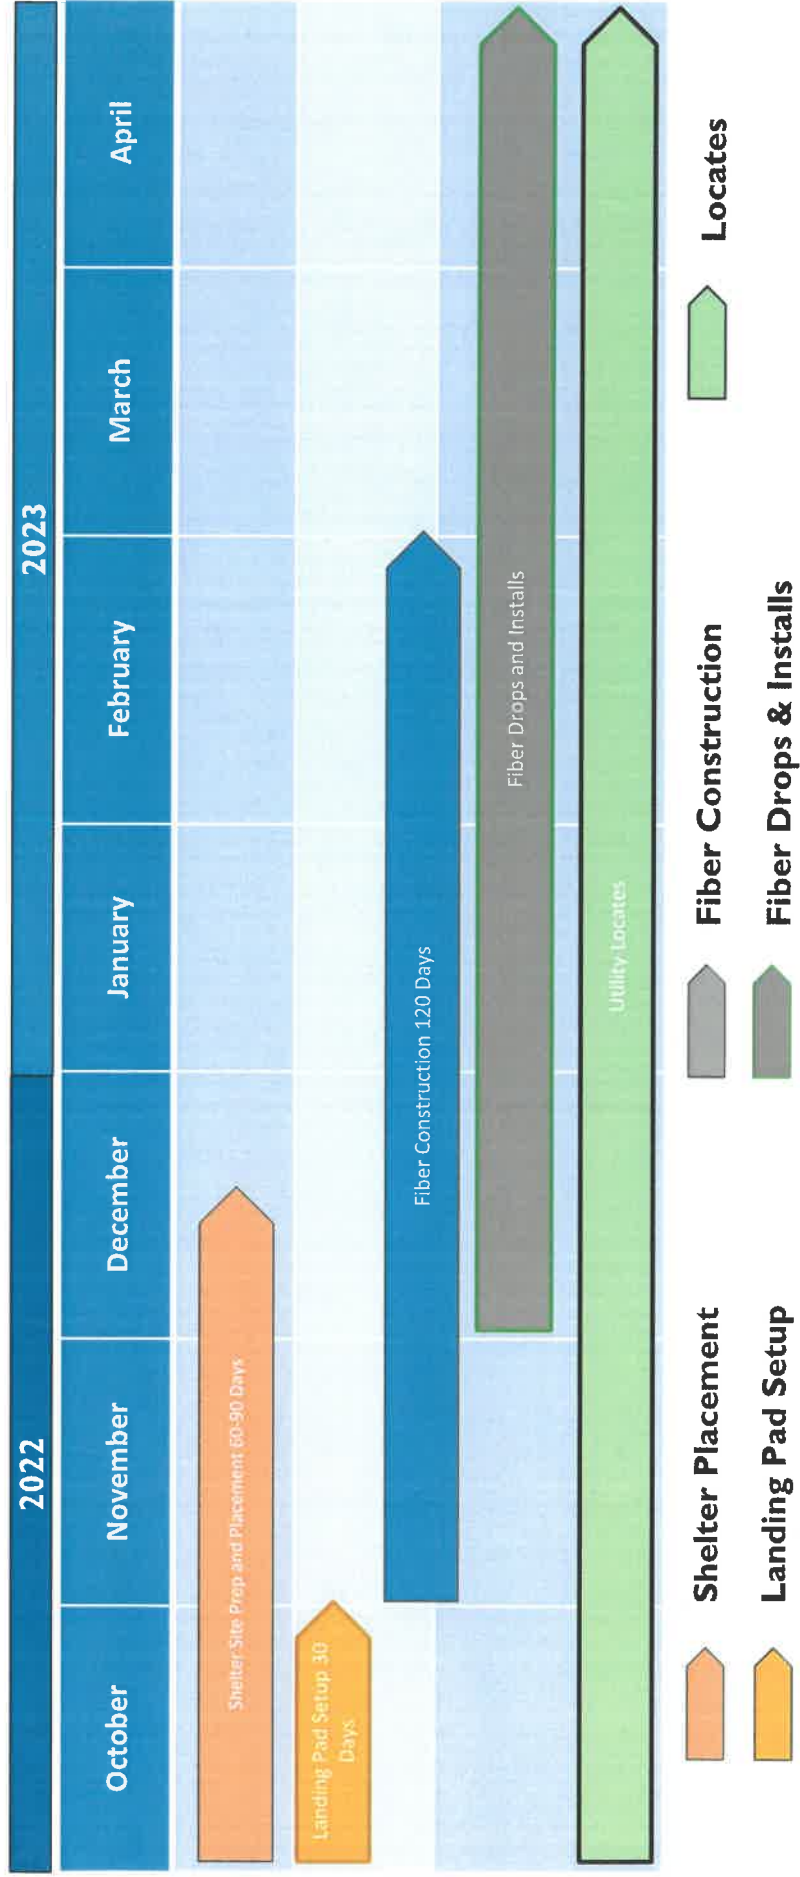 2022
2023
October
November
December
January
February
March
April
Shelter Site Prep and Placement 60-90 Days
Landing Pad Setup 30
Days
Fiber Construction 120 Days
Fiber Drops and Installs
Utility Locates
Shelter Placement
Fiber Construction
Locates
Landing Pad Setup
Fiber Drops & Installs